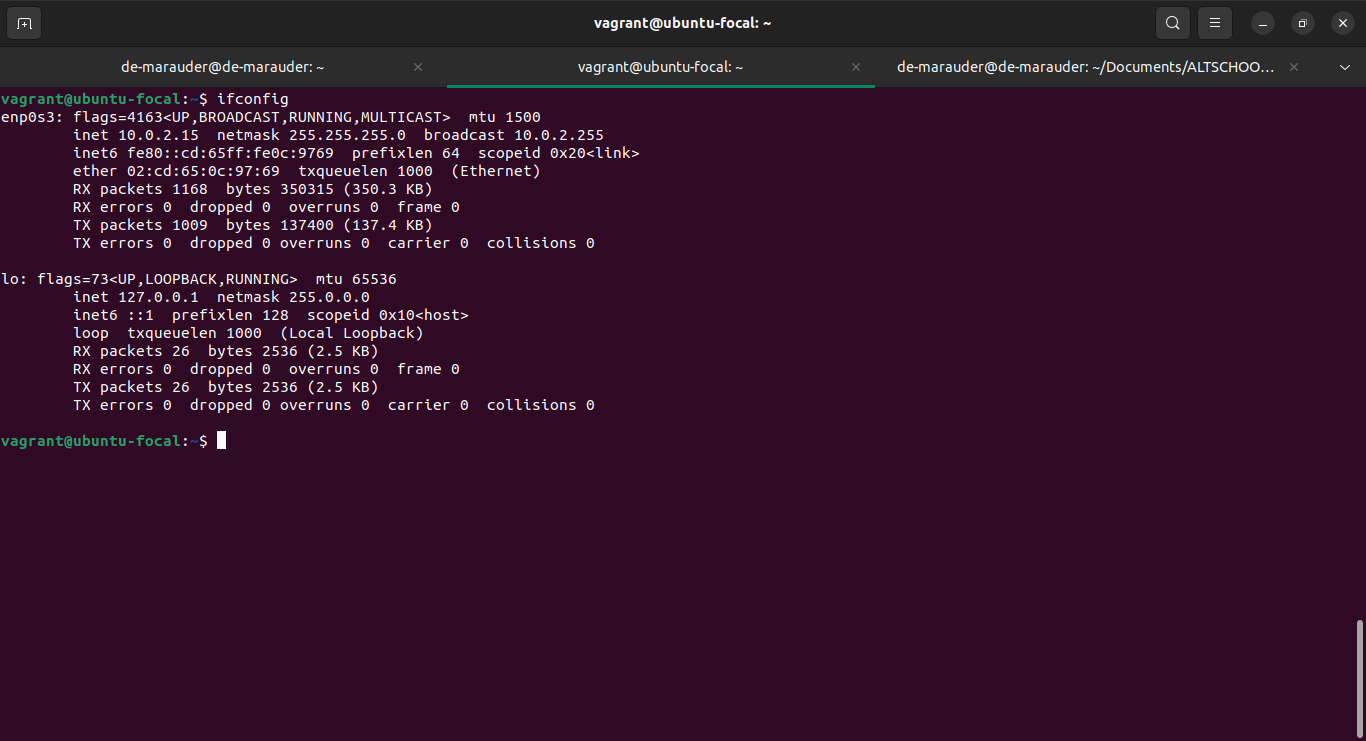 vagrant@ubuntu-focal: ~
de-marauder@de-marauder: ~
vagrant@ubuntu-focal: ~
de-marauder@de-marauder: ~/Documents/ALTSCHOO...
vagrant@ubuntu-focal:~$ ifconfig
enp0s3: flags=4163<UP,BROADCAST,RUNNING,MULTICAST>  mtu 1500
        inet 10.0.2.15  netmask 255.255.255.0  broadcast 10.0.2.255
        inet6 fe80::cd:65ff:fe0c:9769  prefixlen 64  scopeid 0x20<link>
        ether 02:cd:65:0c:97:69  txqueuelen 1000  (Ethernet)
        RX packets 1168  bytes 350315 (350.3 KB)
        RX errors 0  dropped 0  overruns 0  frame 0
        TX packets 1009  bytes 137400 (137.4 KB)
        TX errors 0  dropped 0 overruns 0  carrier 0  collisions 0

lo: flags=73<UP,LOOPBACK,RUNNING>  mtu 65536
        inet 127.0.0.1  netmask 255.0.0.0
        inet6 ::1  prefixlen 128  scopeid 0x10<host>
        loop  txqueuelen 1000  (Local Loopback)
        RX packets 26  bytes 2536 (2.5 KB)
        RX errors 0  dropped 0  overruns 0  frame 0
        TX packets 26  bytes 2536 (2.5 KB)
        TX errors 0  dropped 0 overruns 0  carrier 0  collisions 0

vagrant@ubuntu-focal:~$